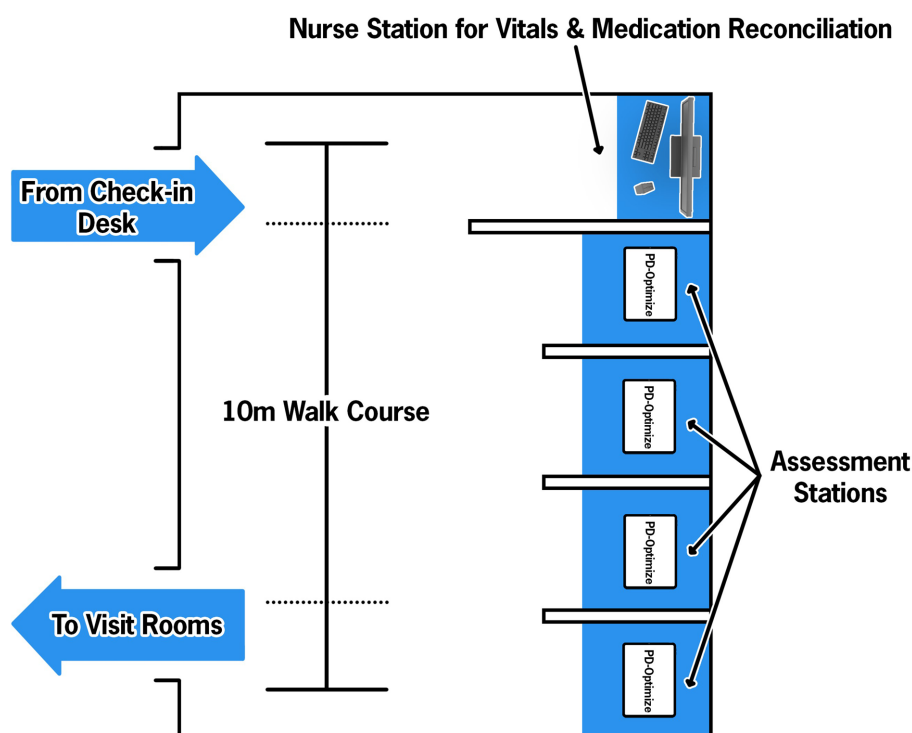 Nurse Station for Vitals & Medication Reconciliation
From Check-in
Desk
PD-Optimize
10m Walk Course
PD-Optimize
Assessment
Stations
PD-Optimize
To Visit Rooms
PD-Optimize